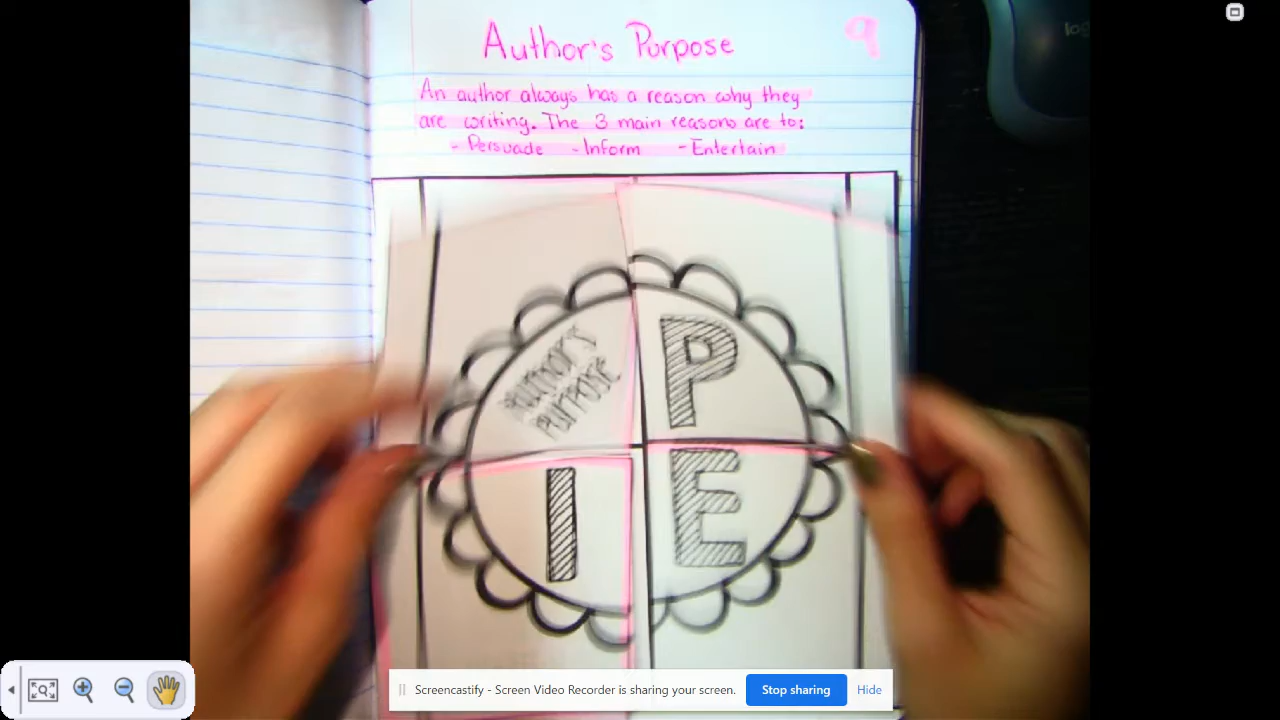 Author's Purpose
9
An author always has a reason why they
are writing. The 3 main reasons are to:
- Persuade - Inform - Entertain
AUTHOR'S
PURPOSE
P
I
E
Screencastify - Screen Video Recorder is sharing your screen.
Stop sharing
Hide